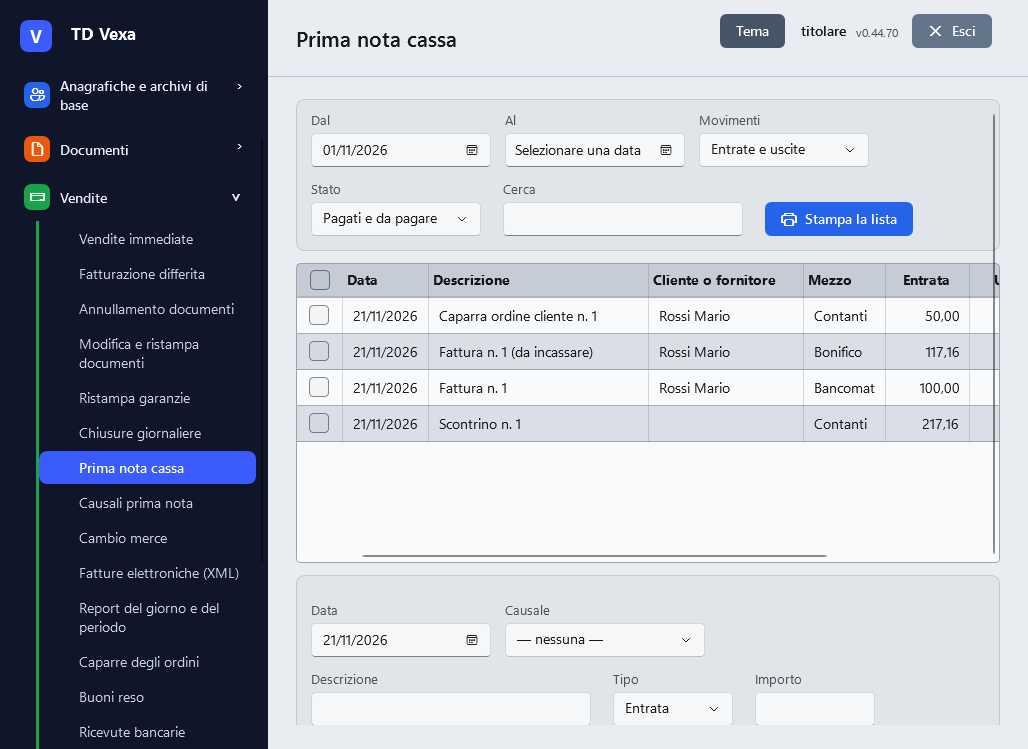 V TD Vexa
Anagrafiche e archivi di
base
Documenti
Vendite
Vendite immediate
Fatturazione differita
Annullamento documenti
Modifica e ristampa
documenti
Ristampa garanzie
Chiusure giornaliere
Prima nota cassa
Causali prima nota
Cambio merce
Fatture elettroniche (XML)
Report del giorno e del
periodo
Caparre degli ordini
Buoni reso
Ricevute bancarie
Prima nota cassa
Tema titolare v0.44.70 Esci
Dal Al Movimenti
01/11/2026 Selezionare una data Entrate e uscite
Stato Cerca
Pagati e da pagare Stampa la lista
Data Descrizione Cliente o fornitore Mezzo Entrata
21/11/2026 Caparra ordine cliente n. 1 Rossi Mario Contanti 50,00
21/11/2026 Fattura n. 1 (da incassare) Rossi Mario Bonifico 117,16
21/11/2026 Fattura n. 1 Rossi Mario Bancomat 100,00
21/11/2026 Scontrino n. 1 Contanti 217,16
Data Causale
21/11/2026 — nessuna —
Descrizione Tipo Importo
Entrata